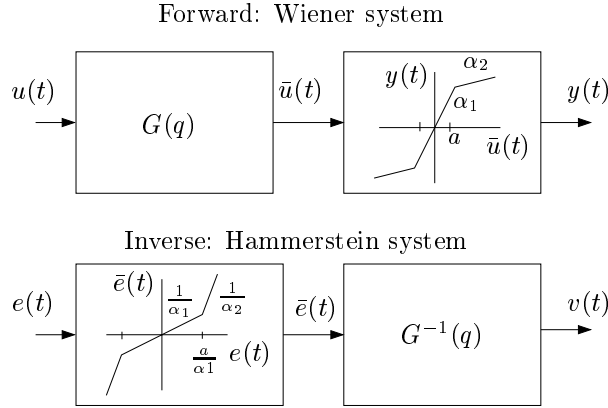 Forward: Wiener system
u(t)
G(q)
ū(t)
y(t)
α₂
α₁
a
ū(t)
y(t)
Inverse: Hammerstein system
e(t)
ē(t)
1/α₁
1/α₂
a/α1
e(t)
ē(t)
G⁻¹(q)
v(t)